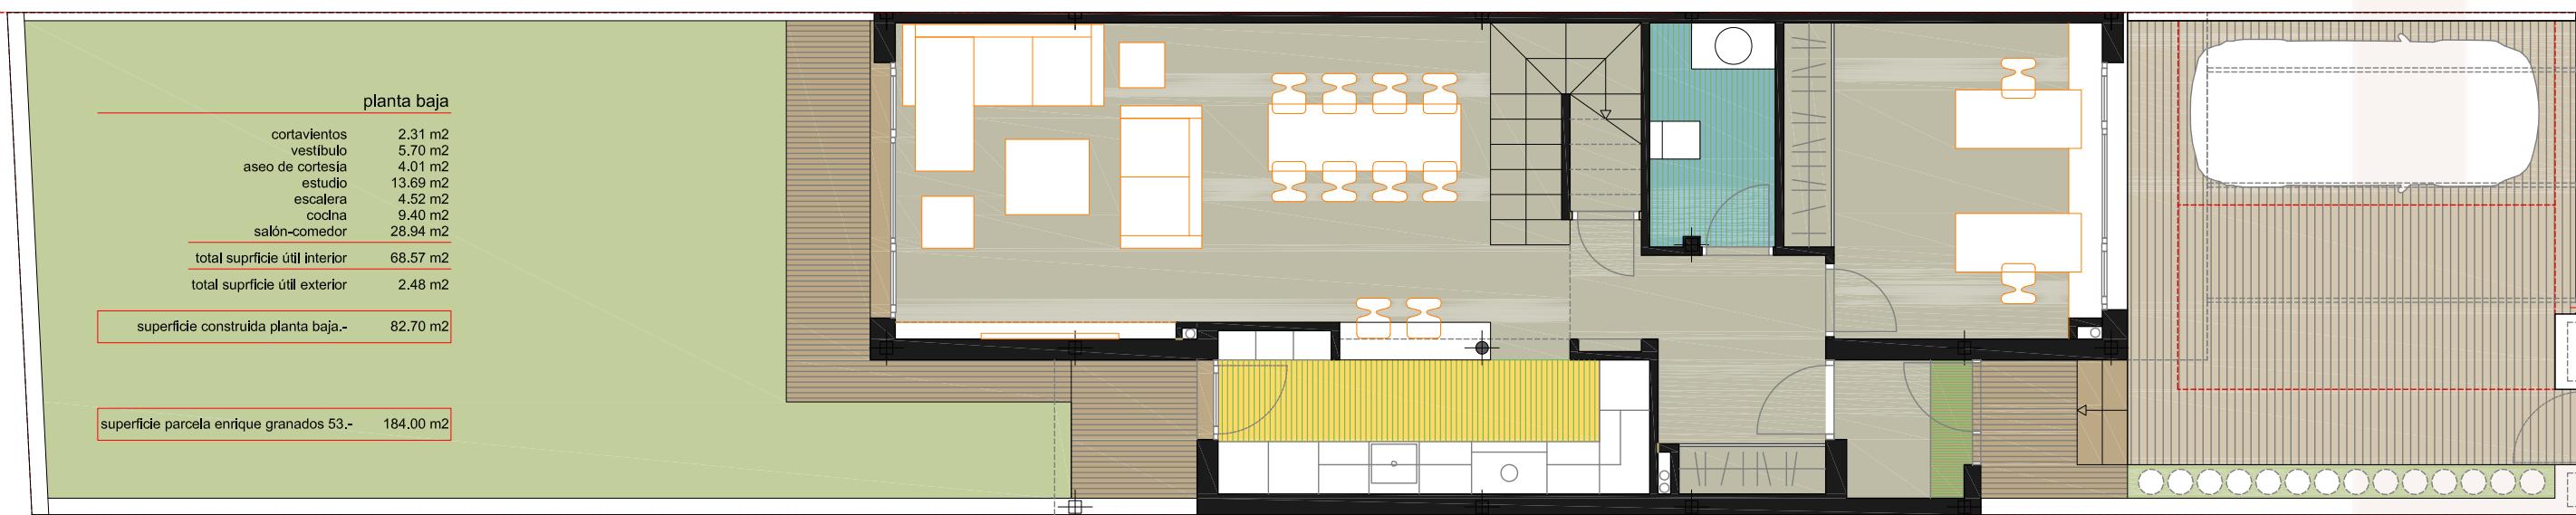 planta baja
cortavientos 2.31 m2
vestíbulo 5.70 m2
aseo de cortesía 4.01 m2
estudio 13.69 m2
escalera 4.52 m2
cocina 9.40 m2
salón-comedor 28.94 m2
total suprficie útil interior 68.57 m2
total suprficie útil exterior 2.48 m2
superficie construida planta baja.- 82.70 m2
superficie parcela enrique granados 53.- 184.00 m2